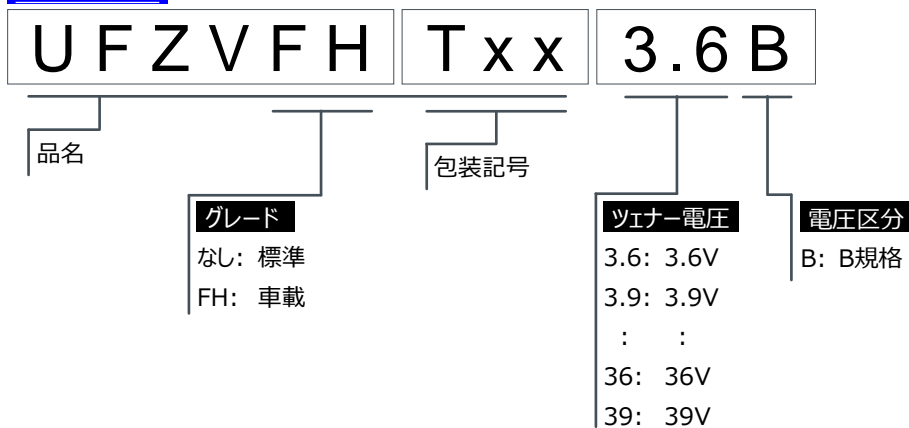 UFZVFH Txx 3.6B
品名
包装記号
グレード
なし: 標準
FH: 車載
ツェナー電圧
3.6: 3.6V
3.9: 3.9V
: :
36: 36V
39: 39V
電圧区分
B: B規格